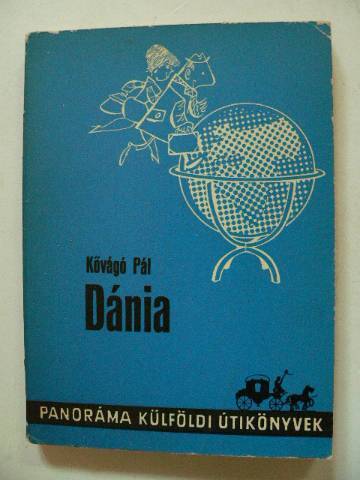 Kővágó Pál
Dánia
PANORÁMA KÜLFÖLDI ÚTIKÖNYVEK